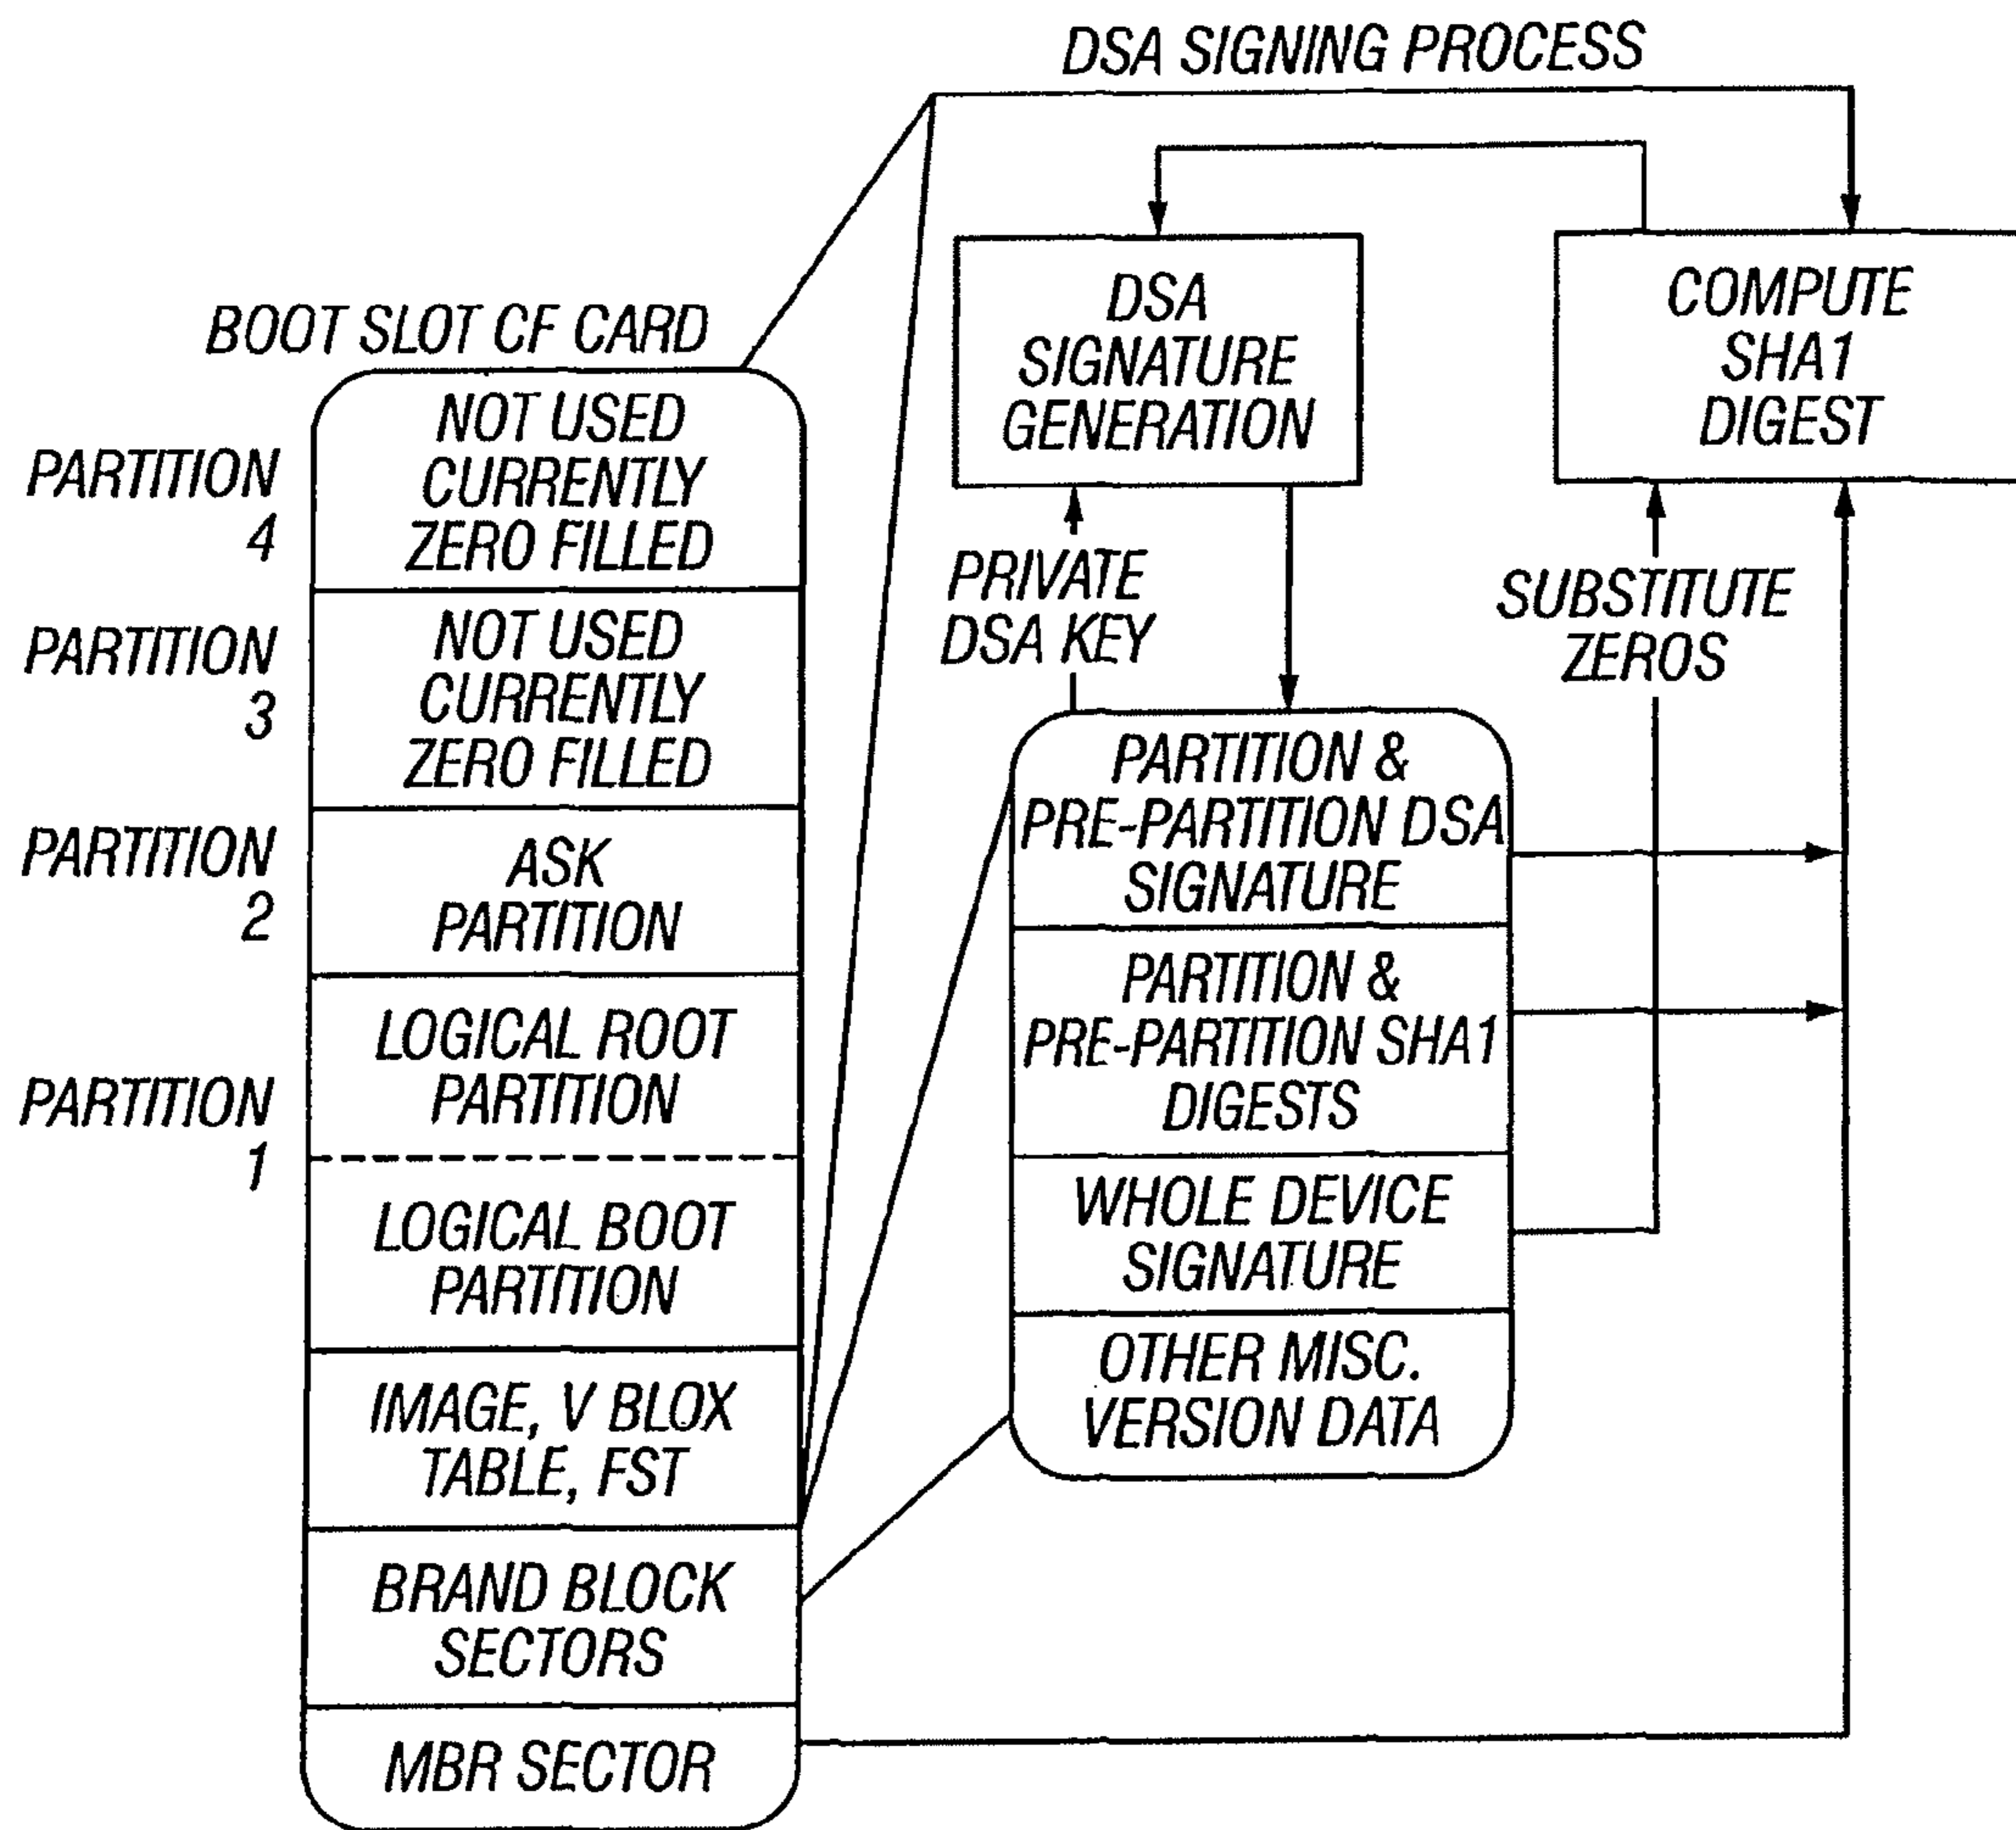 DSA SIGNING PROCESS
BOOT SLOT CF CARD
PARTITION
4
NOT USED
CURRENTLY
ZERO FILLED
PARTITION
3
NOT USED
CURRENTLY
ZERO FILLED
PARTITION
2
ASK
PARTITION
PARTITION
1
LOGICAL ROOT
PARTITION
LOGICAL BOOT
PARTITION
IMAGE, V BLOX
TABLE, FST
BRAND BLOCK
SECTORS
MBR SECTOR
DSA
SIGNATURE
GENERATION
COMPUTE
SHA1
DIGEST
PRIVATE
DSA KEY
SUBSTITUTE
ZEROS
PARTITION &
PRE-PARTITION DSA
SIGNATURE
PARTITION &
PRE-PARTITION SHA1
DIGESTS
WHOLE DEVICE
SIGNATURE
OTHER MISC.
VERSION DATA